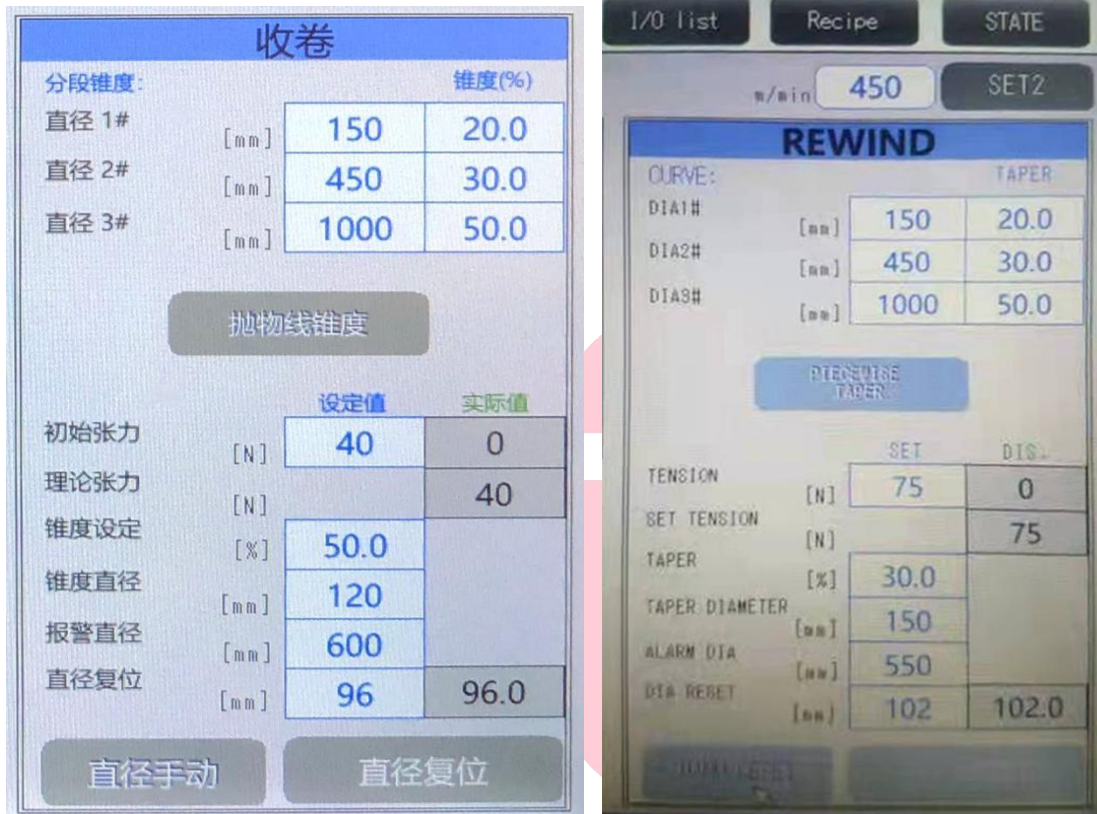 收卷
分段锥度: 锥度(%)
直径 1# [mm] 150 20.0
直径 2# [mm] 450 30.0
直径 3# [mm] 1000 50.0
抛物线锥度
设定值 实际值
初始张力 [N] 40 0
理论张力 [N] 40
锥度设定 [%] 50.0
锥度直径 [mm] 120
报警直径 [mm] 600
直径复位 [mm] 96 96.0
直径手动 直径复位
I/O list Recipe STATE
m/min 450 SET2
REWIND
CURVE: TAPER
DIA1# [mm] 150 20.0
DIA2# [mm] 450 30.0
DIA3# [mm] 1000 50.0
PIECEWISE
TAPER
SET DIS.
TENSION [N] 75 0
SET TENSION [N] 75
TAPER [%] 30.0
TAPER DIAMETER [mm] 150
ALARM DIA [mm] 550
DIA RESET [mm] 102 102.0